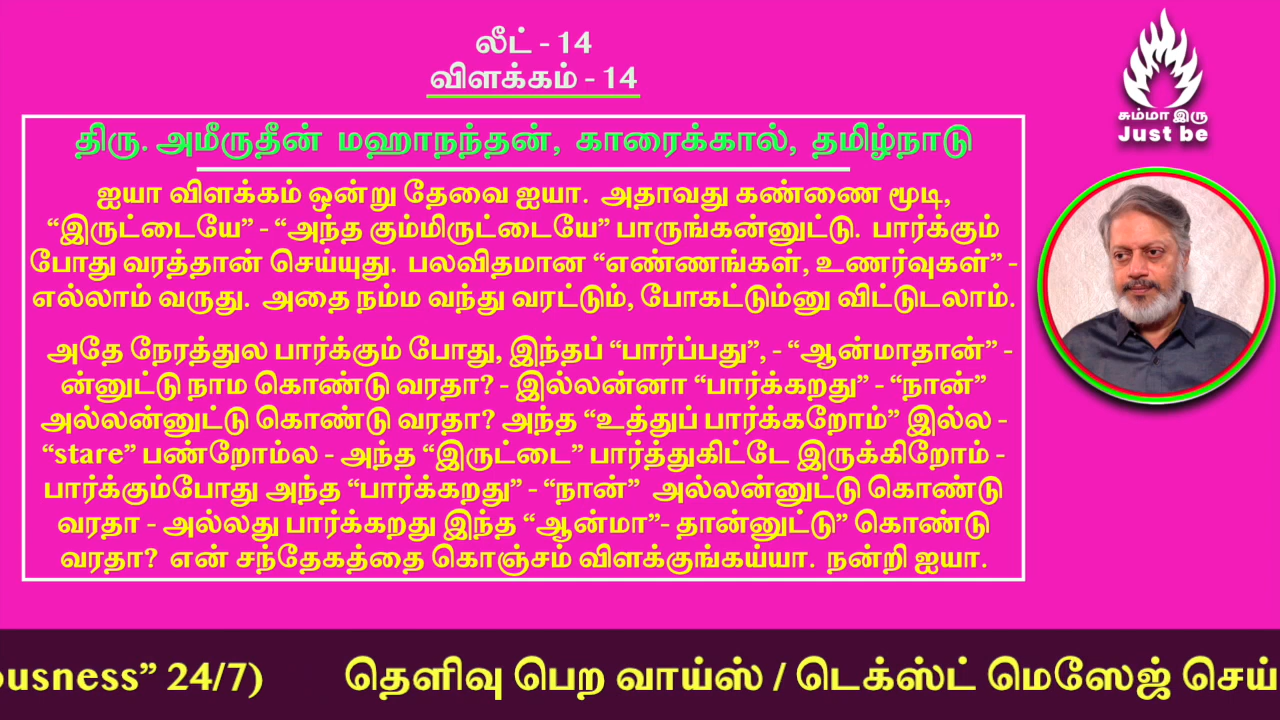 லீட் - 14
விளக்கம் - 14
சும்மா இரு
Just be
திரு. அமீருதீன் மஹாநந்தன், காரைக்கால், தமிழ்நாடு
ஐயா விளக்கம் ஒன்று தேவை ஐயா. அதாவது கண்ணை மூடி,
“இருட்டையே” - “அந்த கும்மிருட்டையே” பாருங்கன்னுட்டு. பார்க்கும்
போது வரத்தான் செய்யுது. பலவிதமான “எண்ணங்கள், உணர்வுகள்” -
எல்லாம் வருது. அதை நம்ம வந்து வரட்டும், போகட்டும்னு விட்டுடலாம்.
அதே நேரத்துல பார்க்கும் போது, இந்தப் “பார்ப்பது”, - “ஆன்மாதான்” -
ன்னுட்டு நாம கொண்டு வரதா? - இல்லன்னா “பார்க்கறது” - “நான்”
அல்லன்னுட்டு கொண்டு வரதா? அந்த “உத்துப் பார்க்கறோம்” இல்ல -
“stare” பண்றோம்ல - அந்த “இருட்டை” பார்த்துகிட்டே இருக்கிறோம் -
பார்க்கும்போது அந்த “பார்க்கறது” - “நான்” அல்லன்னுட்டு கொண்டு
வரதா - அல்லது பார்க்கறது இந்த “ஆன்மா”- தான்னுட்டு” கொண்டு
வரதா? என் சந்தேகத்தை கொஞ்சம் விளக்குங்கய்யா. நன்றி ஐயா.
ousness” 24/7) தெளிவு பெற வாய்ஸ் / டெக்ஸ்ட் மெஸேஜ் செய்